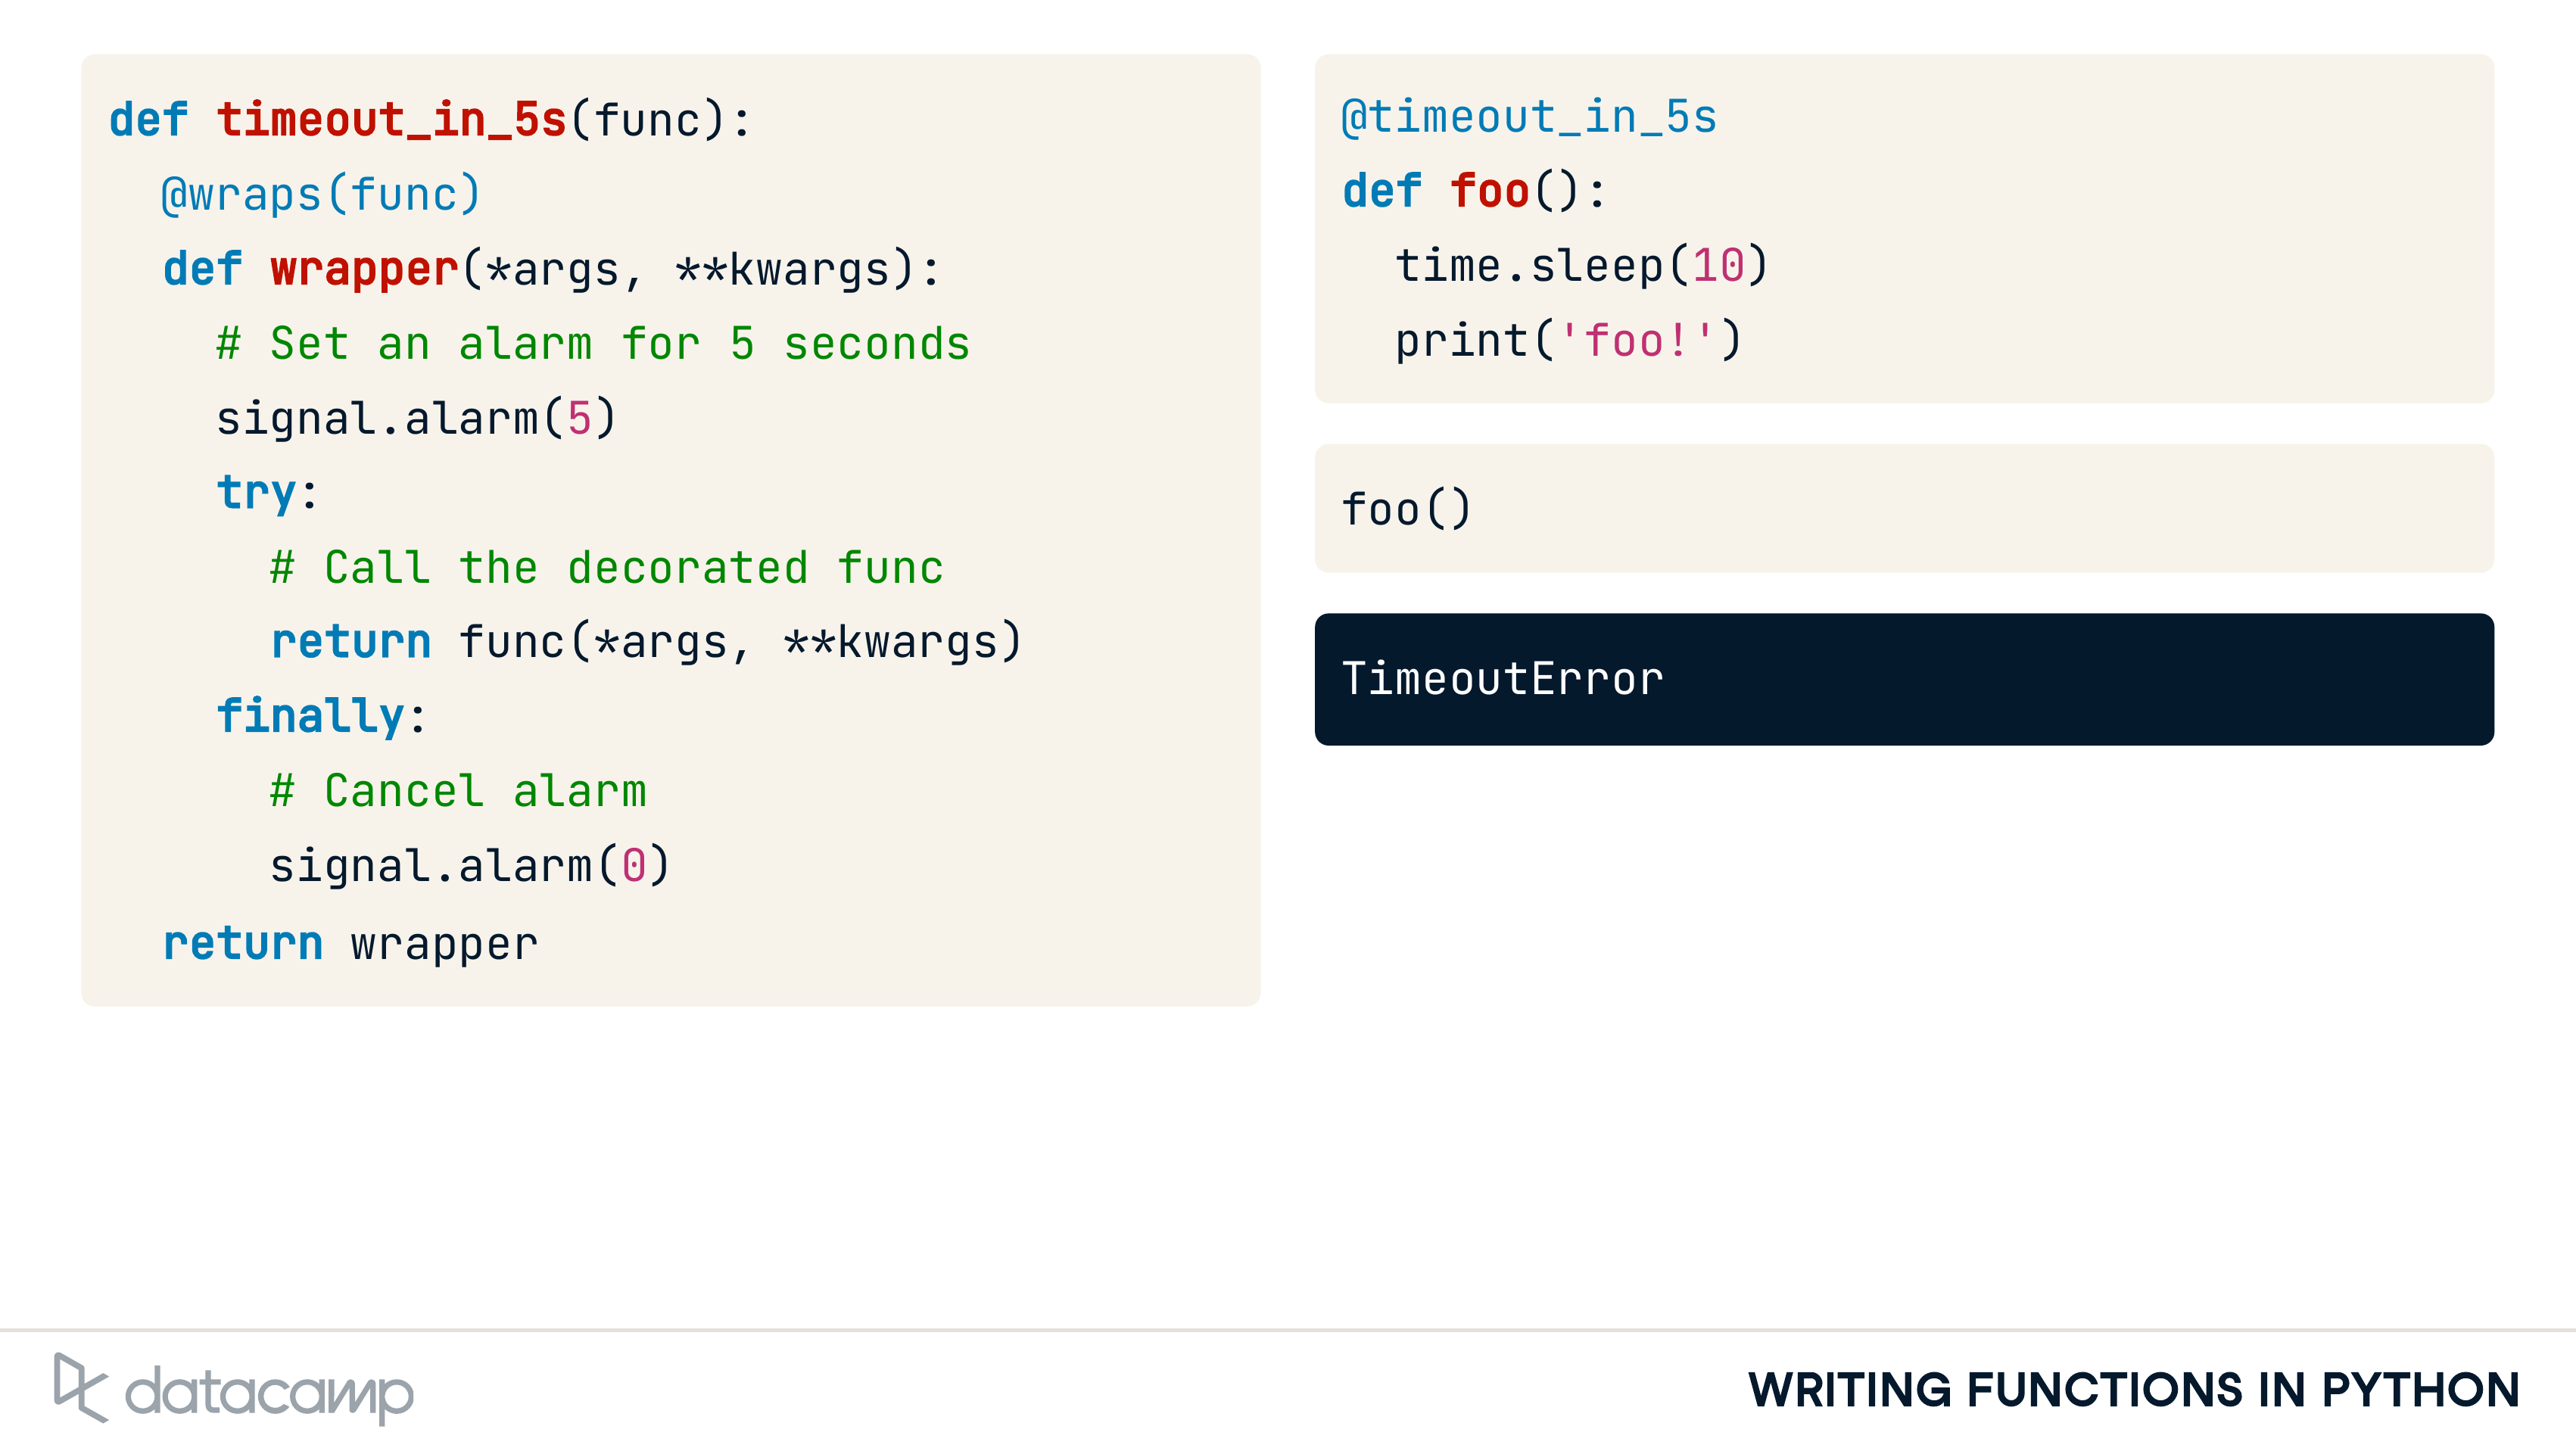 def timeout_in_5s(func):
  @wraps(func)
  def wrapper(*args, **kwargs):
    # Set an alarm for 5 seconds
    signal.alarm(5)
    try:
      # Call the decorated func
      return func(*args, **kwargs)
    finally:
      # Cancel alarm
      signal.alarm(0)
  return wrapper
@timeout_in_5s
def foo():
  time.sleep(10)
  print('foo!')
foo()
TimeoutError
datacamp
WRITING FUNCTIONS IN PYTHON